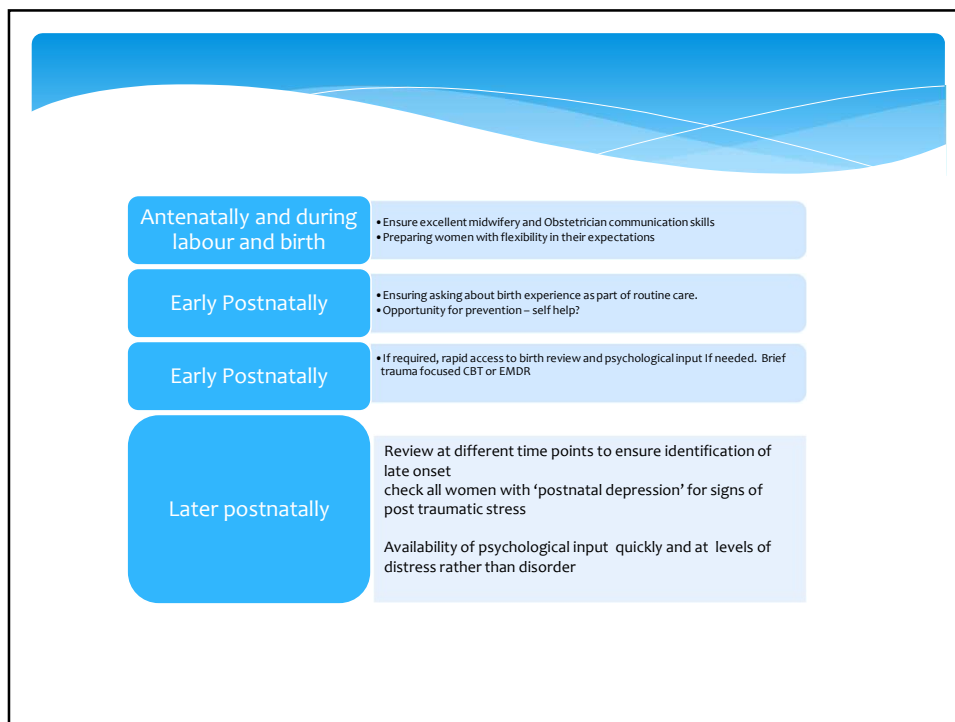 Antenatally and during
labour and birth
•Ensure excellent midwifery and Obstetrician communication skills
•Preparing women with flexibility in their expectations
Early Postnatally
•Ensuring asking about birth experience as part of routine care.
•Opportunity for prevention – self help?
Early Postnatally
•If required, rapid access to birth review and psychological input If needed.  Brief
trauma focused CBT or EMDR
Later postnatally
Review at different time points to ensure identification of
late onset
check all women with ‘postnatal depression’ for signs of
post traumatic stress
Availability of psychological input  quickly and at  levels of
distress rather than disorder